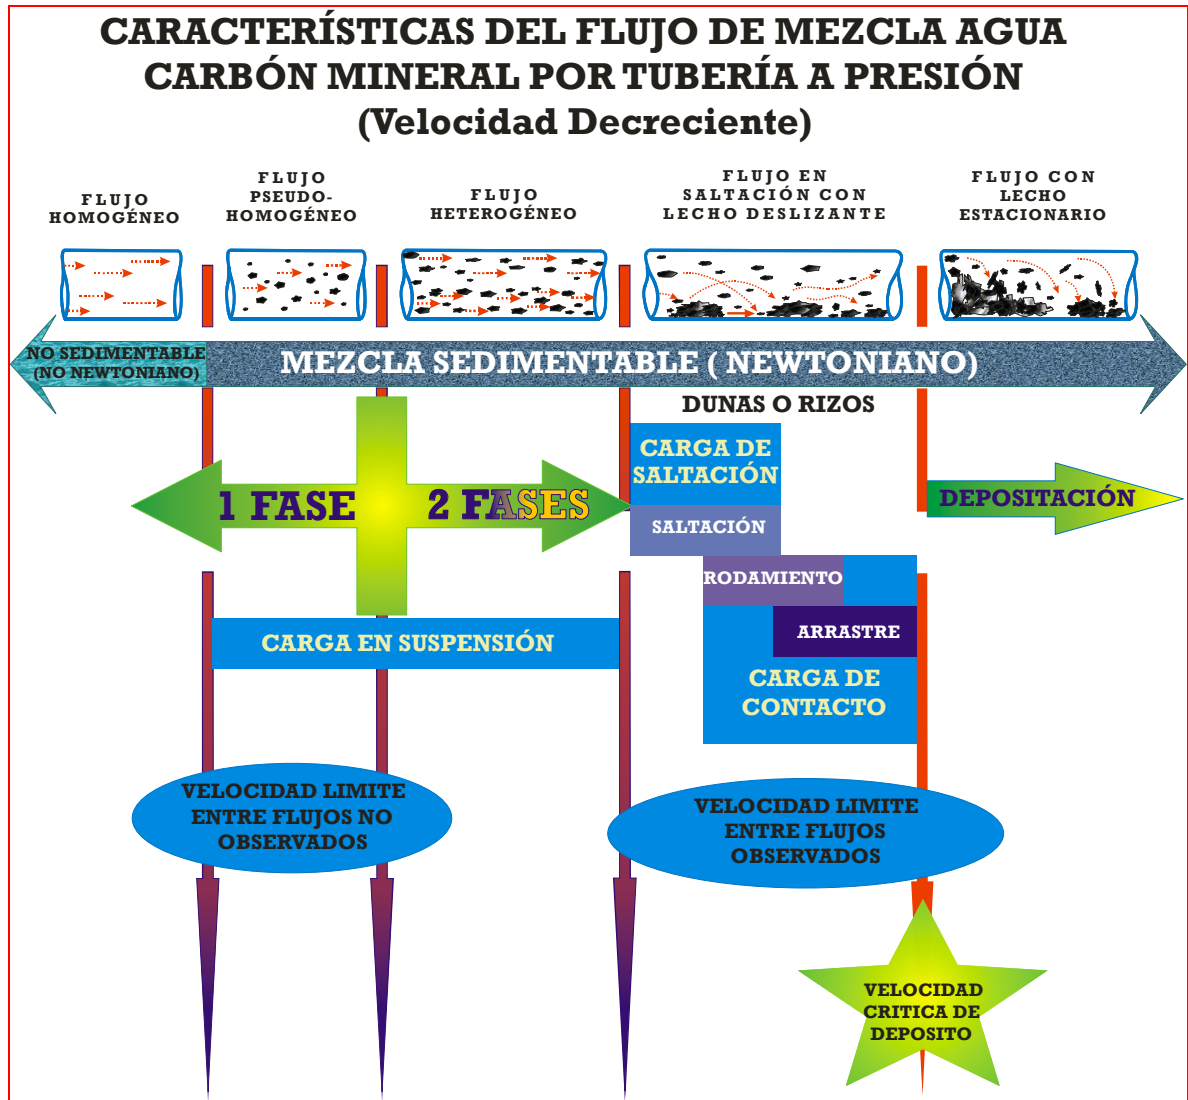 CARACTERÍSTICAS DEL FLUJO DE MEZCLA AGUA
CARBÓN MINERAL POR TUBERÍA A PRESIÓN
(Velocidad Decreciente)
FLUJO
HOMOGÉNEO
FLUJO
PSEUDO-
HOMOGÉNEO
FLUJO
HETEROGÉNEO
FLUJO EN
SALTACIÓN CON
LECHO DESLIZANTE
FLUJO CON
LECHO
ESTACIONARIO
NO SEDIMENTABLE
(NO NEWTONIANO)
MEZCLA SEDIMENTABLE ( NEWTONIANO)
DUNAS O RIZOS
CARGA DE
SALTACIÓN
1 FASE
2 FASES
DEPOSITACIÓN
SALTACIÓN
RODAMIENTO
ARRASTRE
CARGA EN SUSPENSIÓN
CARGA DE
CONTACTO
VELOCIDAD LIMITE
ENTRE FLUJOS NO
OBSERVADOS
VELOCIDAD LIMITE
ENTRE FLUJOS
OBSERVADOS
VELOCIDAD
CRITICA DE
DEPOSITO